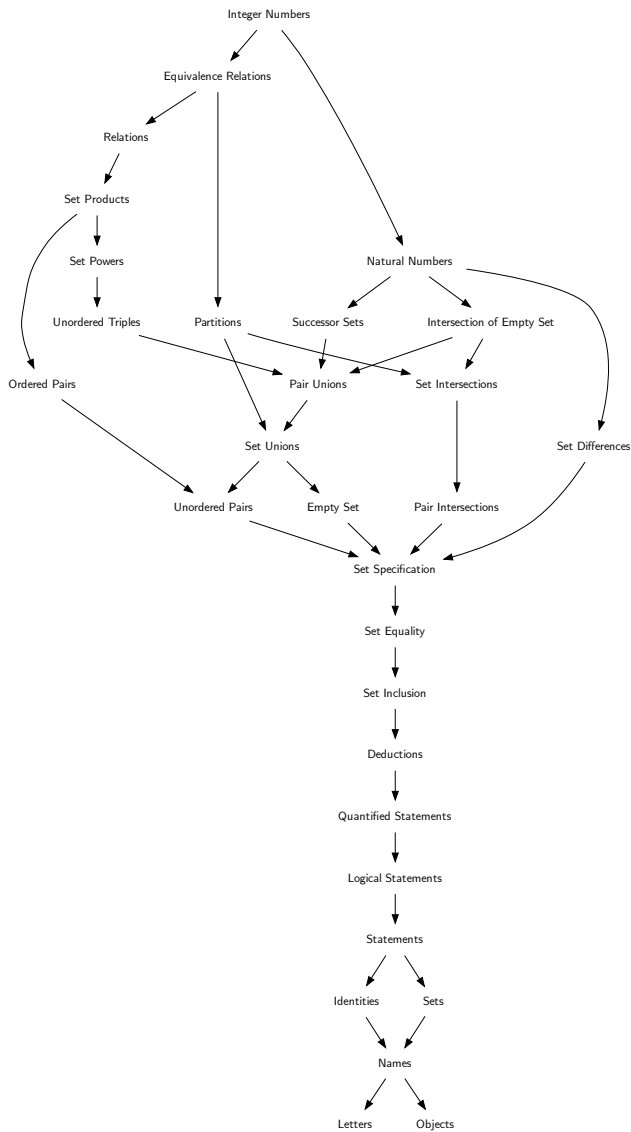 Integer Numbers
Equivalence Relations
Relations
Set Products
Set Powers
Natural Numbers
Unordered Triples
Partitions
Successor Sets
Intersection of Empty Set
Ordered Pairs
Pair Unions
Set Intersections
Set Unions
Set Differences
Unordered Pairs
Empty Set
Pair Intersections
Set Specification
Set Equality
Set Inclusion
Deductions
Quantified Statements
Logical Statements
Statements
Identities
Sets
Names
Letters
Objects